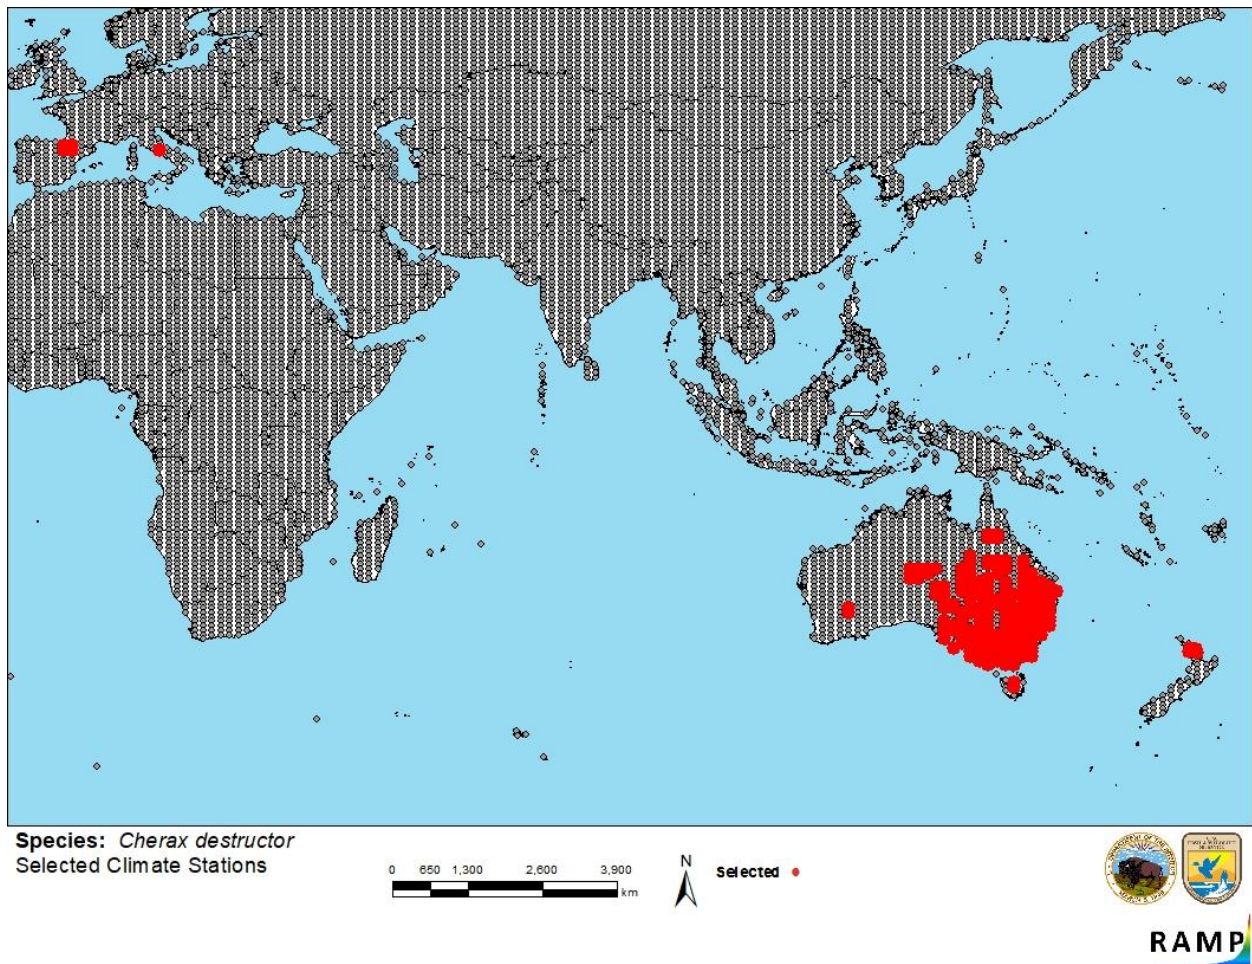 Species: Cherax destructor
Selected Climate Stations
0 650 1,300 2,600 3,900
km
N
Selected
RAMP